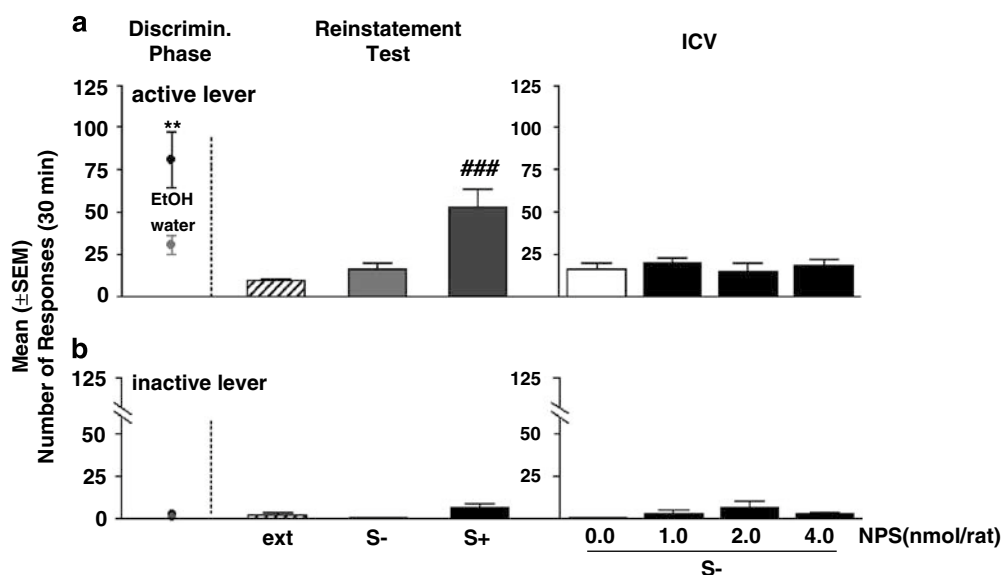 a
Discrimin.
Phase
Reinstatement
Test
ICV
Mean (±SEM)
Number of Responses (30 min)
125
100
75
50
25
0
active lever
**
EtOH
water
###
125
100
75
50
25
0
b
125
50
25
0
inactive lever
125
50
25
0
ext S- S+
0.0 1.0 2.0 4.0 NPS(nmol/rat)
S-